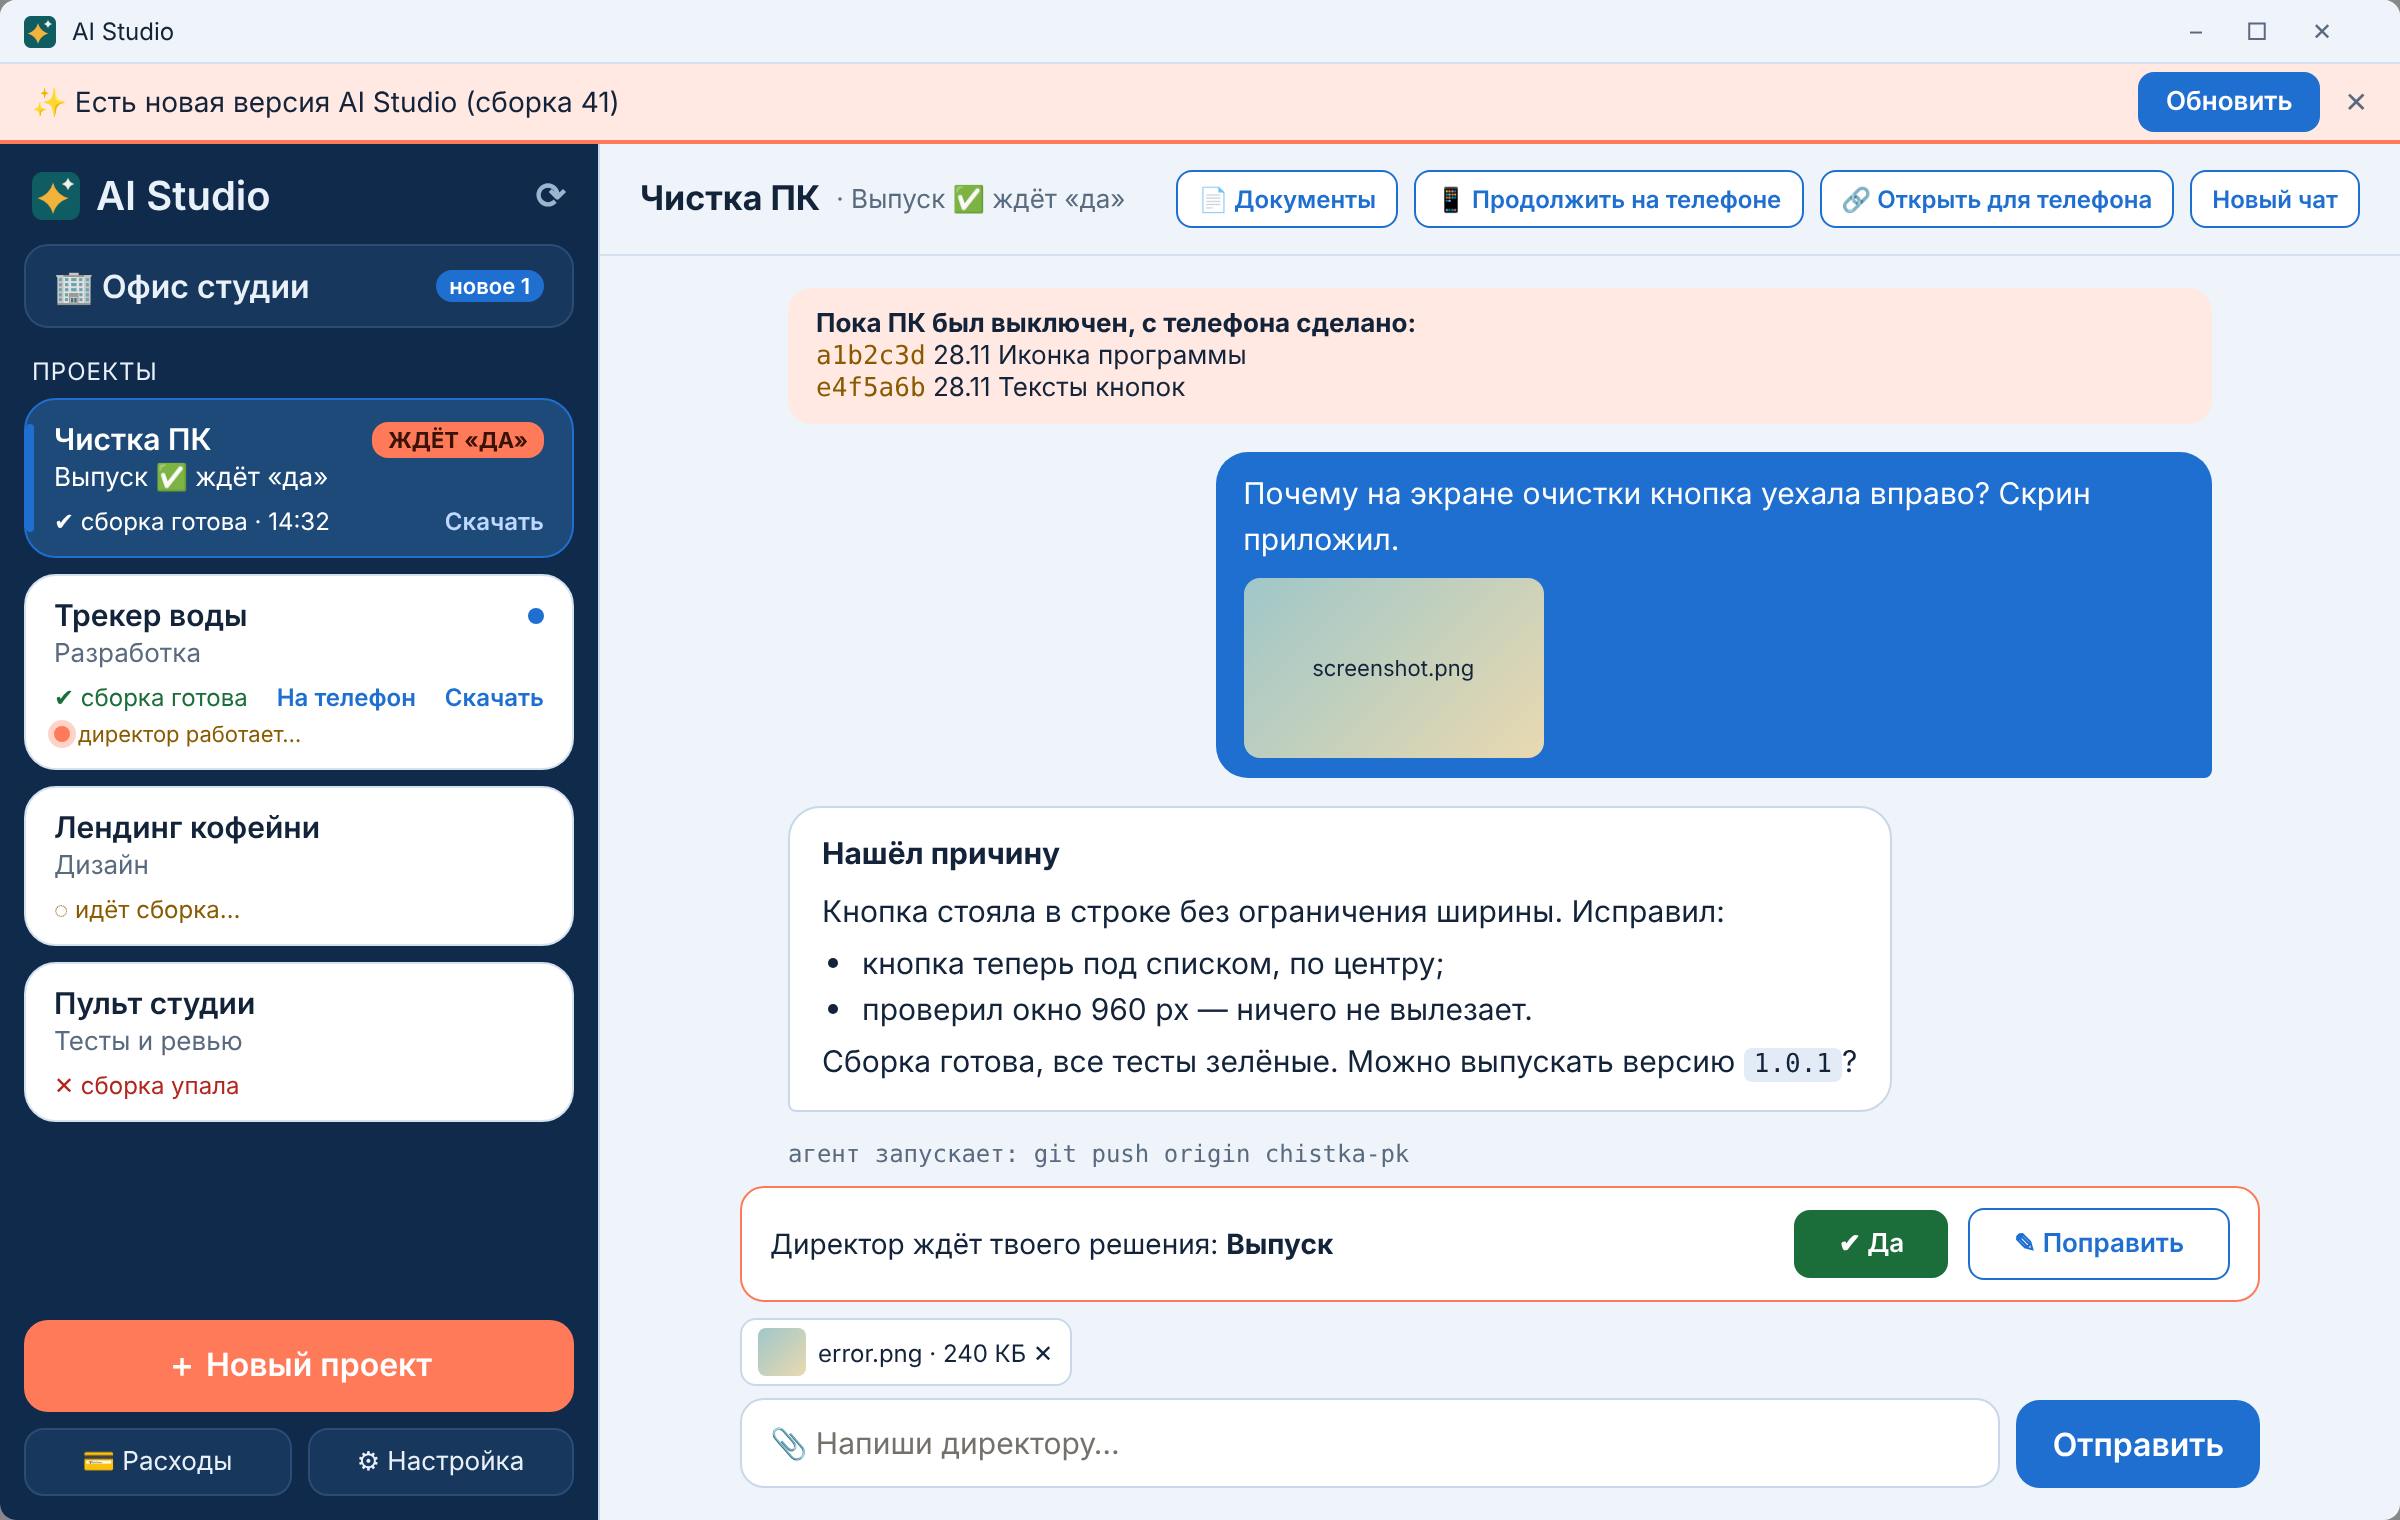 AI Studio
✨ Есть новая версия AI Studio (сборка 41)
Обновить ✕
AI Studio
🏢 Офис студии
новое 1
ПРОЕКТЫ
Чистка ПК
ЖДЁТ «ДА»
Выпуск ✅ ждёт «да»
✔ сборка готова · 14:32
Скачать
Трекер воды
Разработка
✔ сборка готова
На телефон
Скачать
директор работает…
Лендинг кофейни
Дизайн
◌ идёт сборка…
Пульт студии
Тесты и ревью
✕ сборка упала
+ Новый проект
💳 Расходы
⚙ Настройка
Чистка ПК · Выпуск ✅ ждёт «да»
📄 Документы
📱 Продолжить на телефоне
🔗 Открыть для телефона
Новый чат
Пока ПК был выключен, с телефона сделано:
a1b2c3d 28.11 Иконка программы
e4f5a6b 28.11 Тексты кнопок
Почему на экране очистки кнопка уехала вправо? Скрин
приложил.
screenshot.png
Нашёл причину
Кнопка стояла в строке без ограничения ширины. Исправил:
• кнопка теперь под списком, по центру;
• проверил окно 960 px — ничего не вылезает.
Сборка готова, все тесты зелёные. Можно выпускать версию 1.0.1?
агент запускает: git push origin chistka-pk
Директор ждёт твоего решения: Выпуск
✔ Да
✎ Поправить
error.png · 240 КБ ✕
📎 Напиши директору…
Отправить